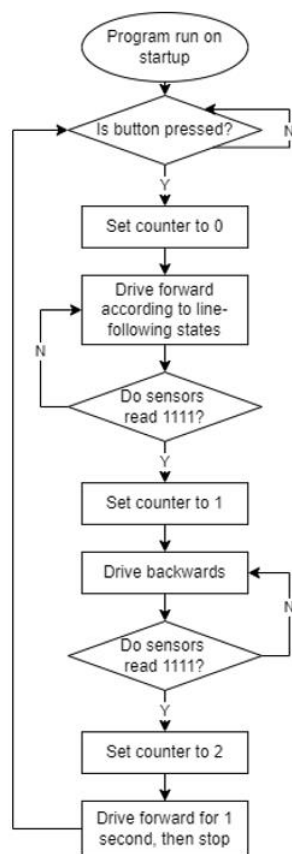 Program run on
startup
Is button pressed?
N
Y
Set counter to 0
Drive forward
according to line-
following states
N
Do sensors
read 1111?
Y
Set counter to 1
Drive backwards
N
Do sensors
read 1111?
Y
Set counter to 2
Drive forward for 1
second, then stop